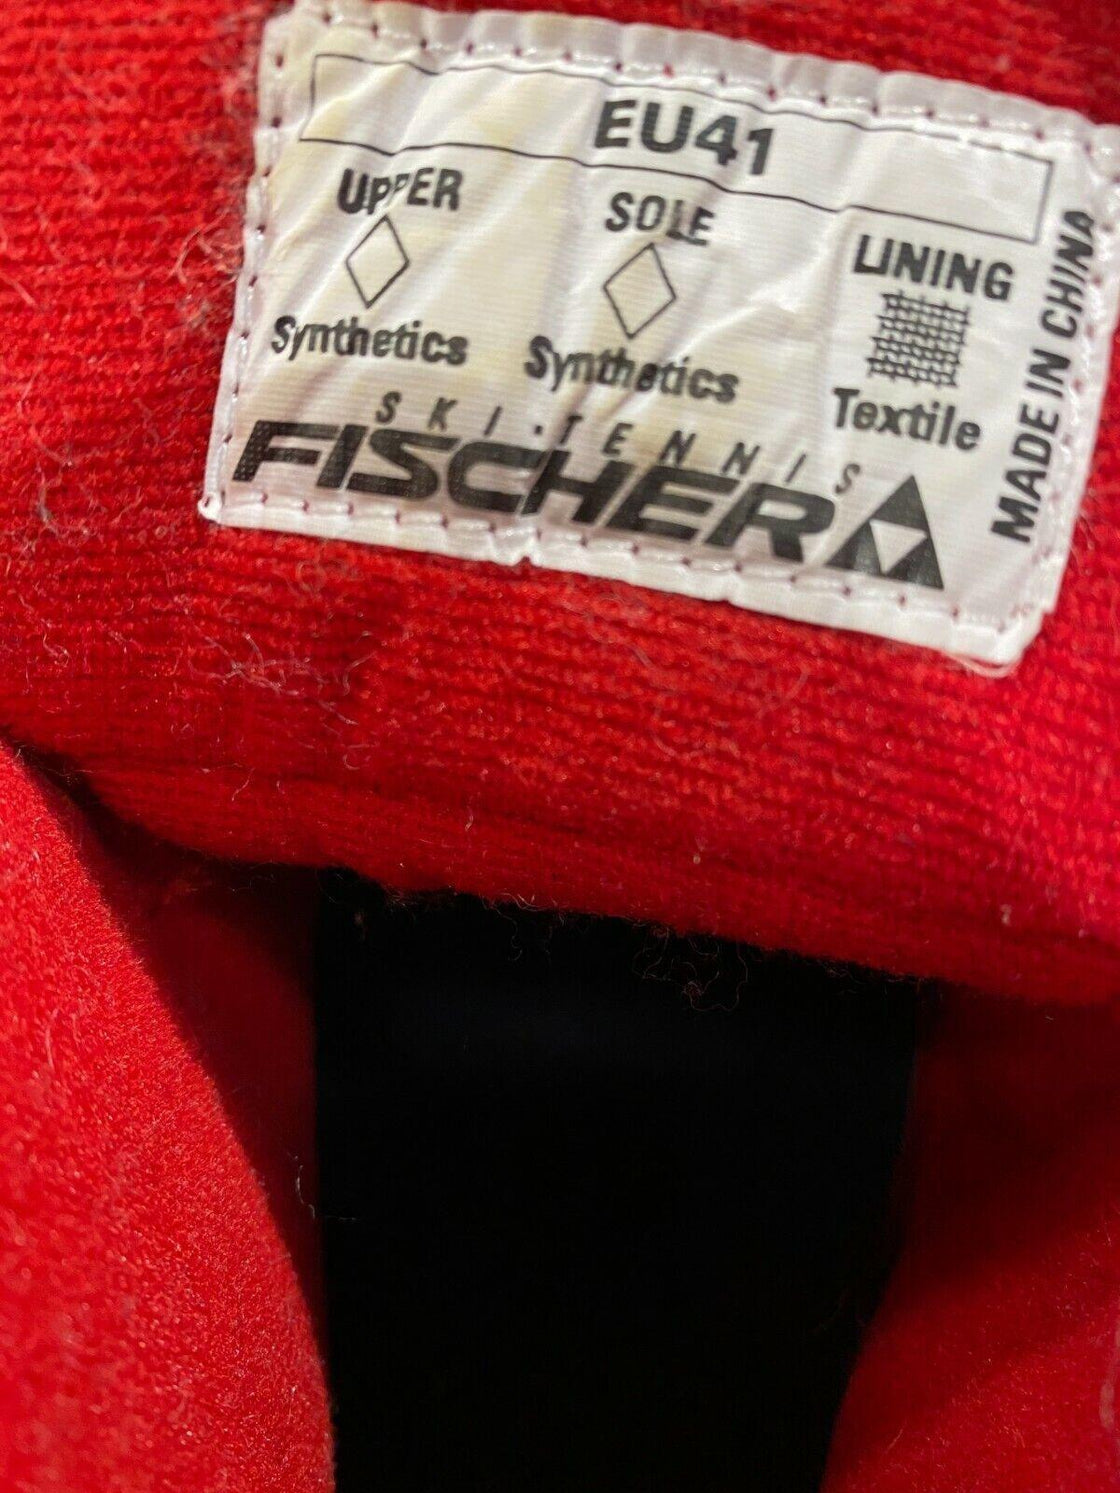 EU41
UPPER
SOLE
LINING
Synthetics
Synthetics
Textile
SKI.TENNIS
FISCHER
MADE IN CHINA